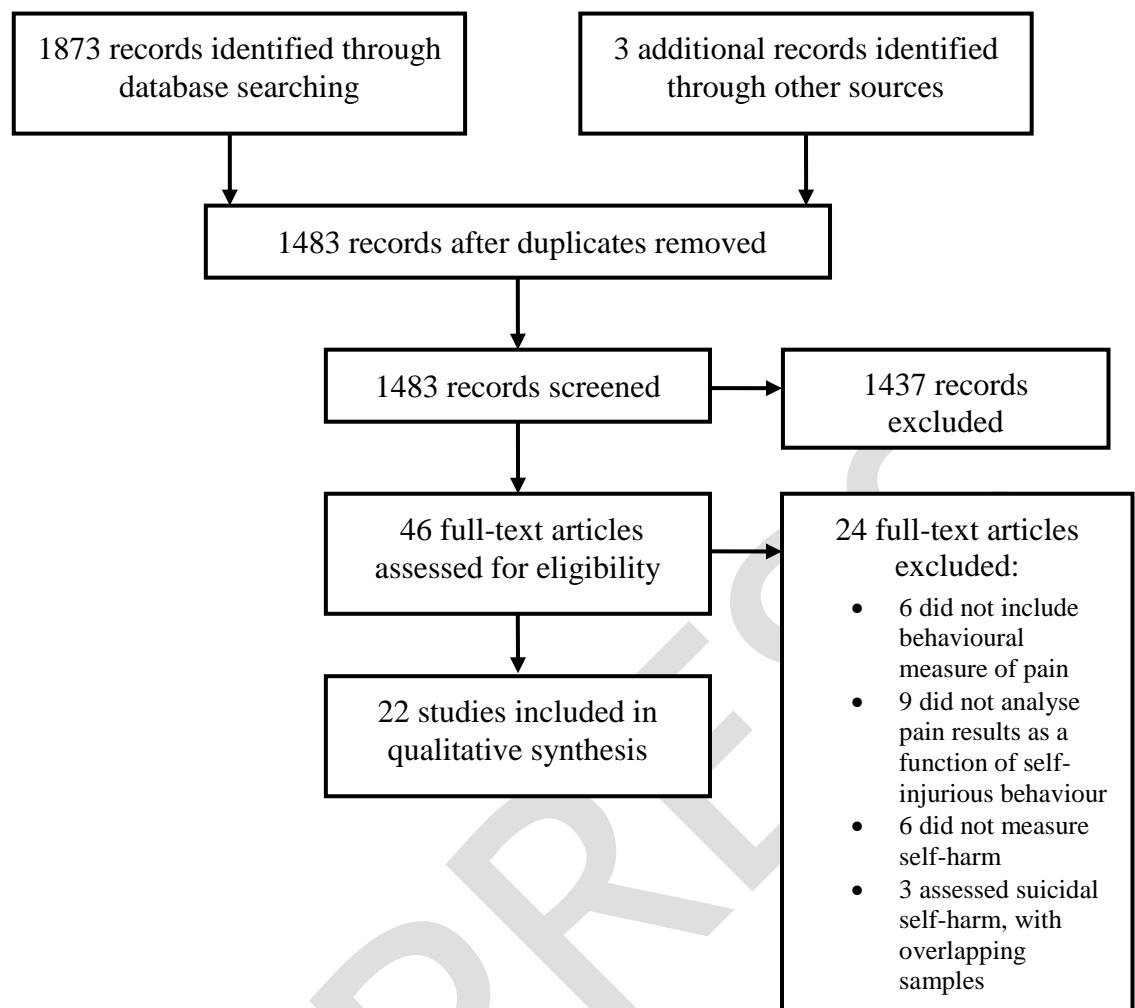 1873 records identified through
database searching
3 additional records identified
through other sources
1483 records after duplicates removed
1483 records screened
1437 records
excluded
46 full-text articles
assessed for eligibility
24 full-text articles
excluded:
• 6 did not include
behavioural
measure of pain
• 9 did not analyse
pain results as a
function of self-
injurious behaviour
• 6 did not measure
self-harm
• 3 assessed suicidal
self-harm, with
overlapping
samples
22 studies included in
qualitative synthesis
PRESS